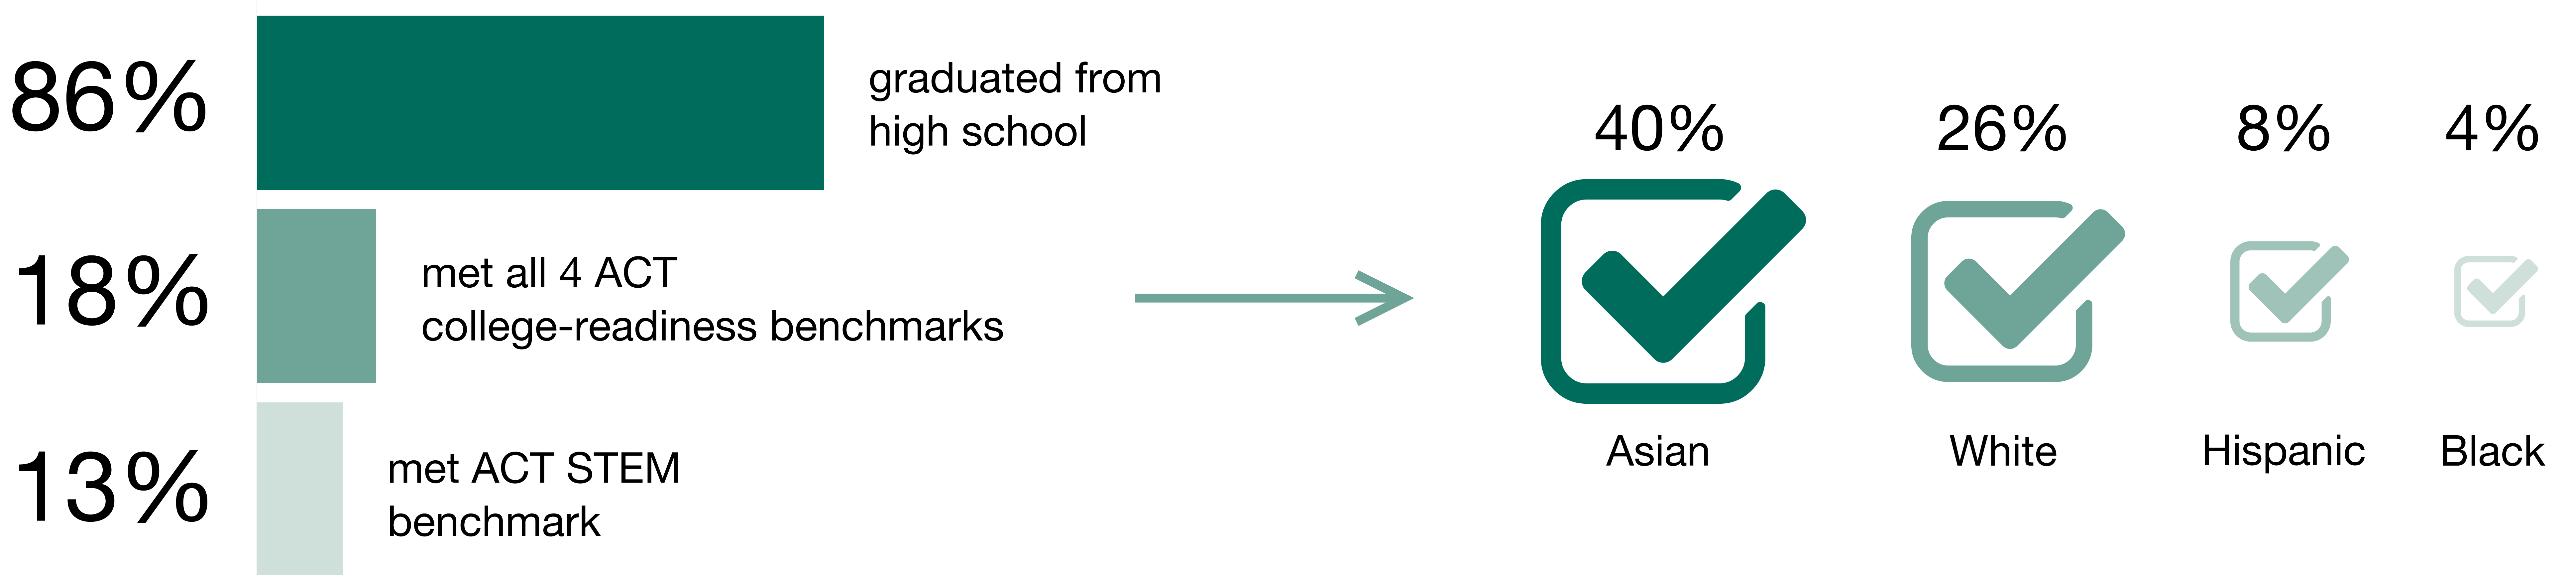 86%
graduated from
high school
18%
met all 4 ACT
college-readiness benchmarks
13%
met ACT STEM
benchmark
40%
Asian
26%
White
8%
Hispanic
4%
Black